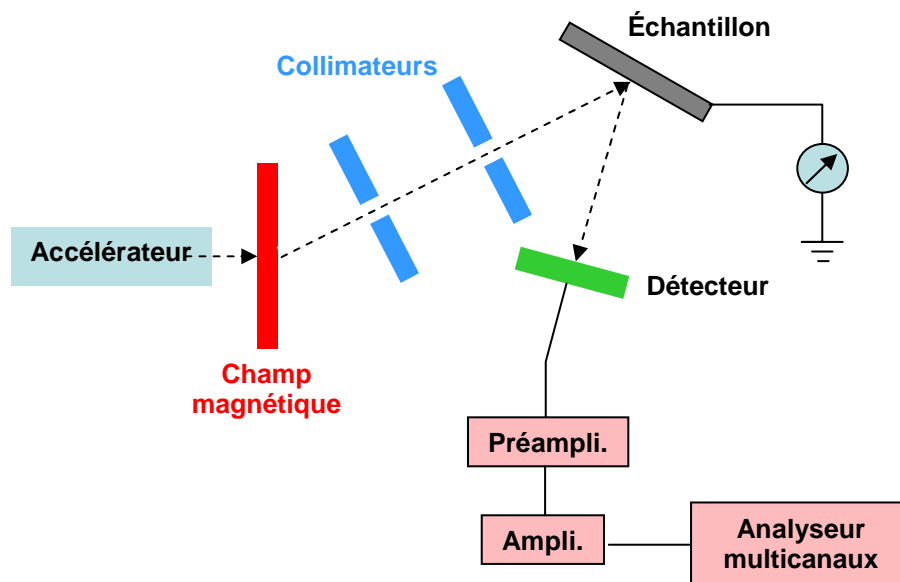 Échantillon
Collimateurs
Accélérateur
Détecteur
Champ
magnétique
Préampli.
Ampli.
Analyseur
multicanaux